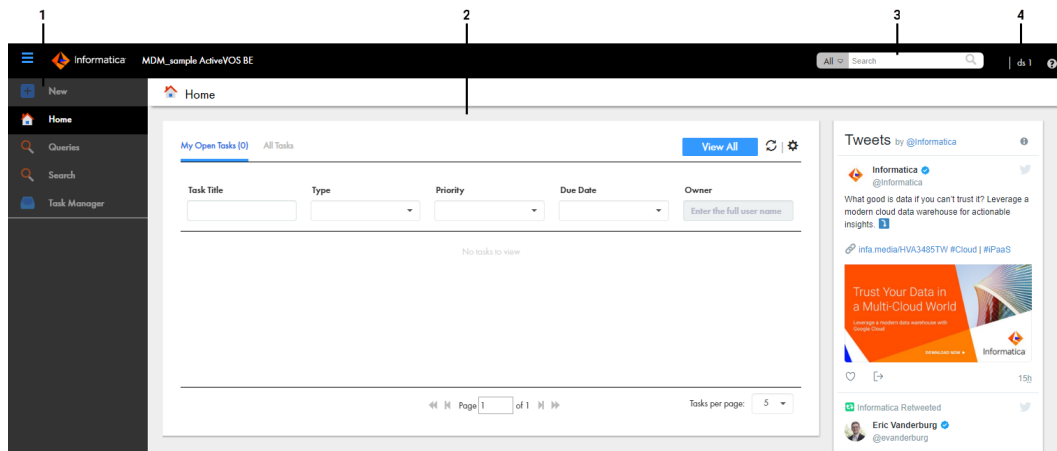 1 2 3 4
Informatica MDM_sample ActiveVOS BE All Search ds 1 ?
New
Home
Queries
Search
Task Manager
Home
My Open Tasks (0) All Tasks View All
Task Title Type Priority Due Date Owner
Enter the full user name
No tasks to view
Page 1 of 1 Tasks per page: 5
Tweets by @Informatica
Informatica
@Informatica
What good is data if you can't trust it? Leverage a
modern cloud data warehouse for actionable
insights.
infa.media/HVA3485TW #Cloud | #iPaaS
Trust Your Data in
a Multi-Cloud World
Leverage a modern data warehouse with
Google Cloud
DOWNLOAD NOW
Informatica
15h
Informatica Retweeted
Eric Vanderburg
@evanderburg